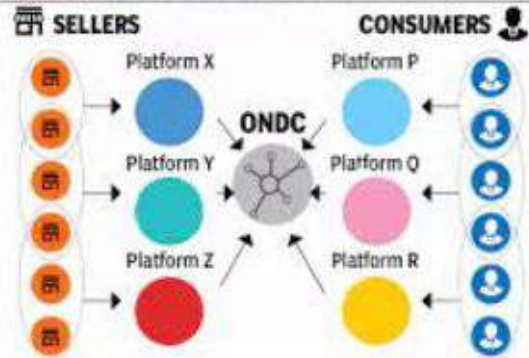 SELLERS
CONSUMERS
Platform X
Platform P
ONDC
Platform Y
Platform Q
Platform Z
Platform R